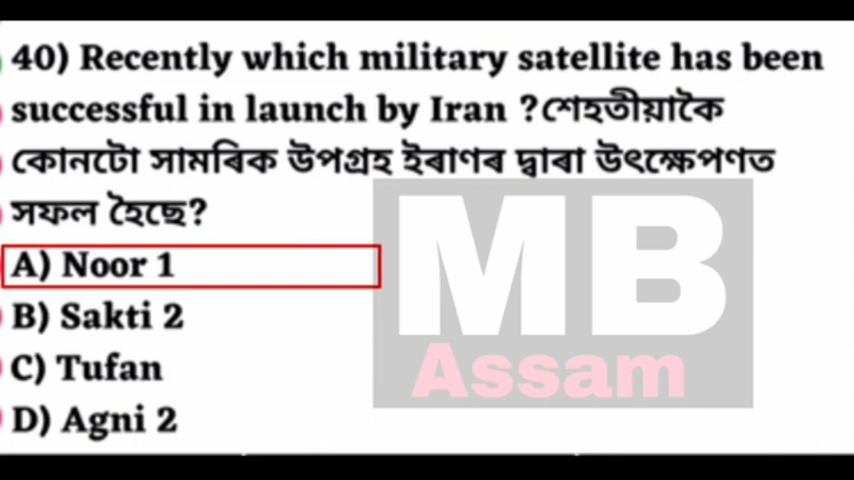 40) Recently which military satellite has been
successful in launch by Iran ?শেহতীয়াকৈ
কোনটো সামৰিক উপগ্ৰহ ইৰাণৰ দ্বাৰা উৎক্ষেপণত
সফল হৈছে?
A) Noor 1
B) Sakti 2
C) Tufan
D) Agni 2
MB
Assam